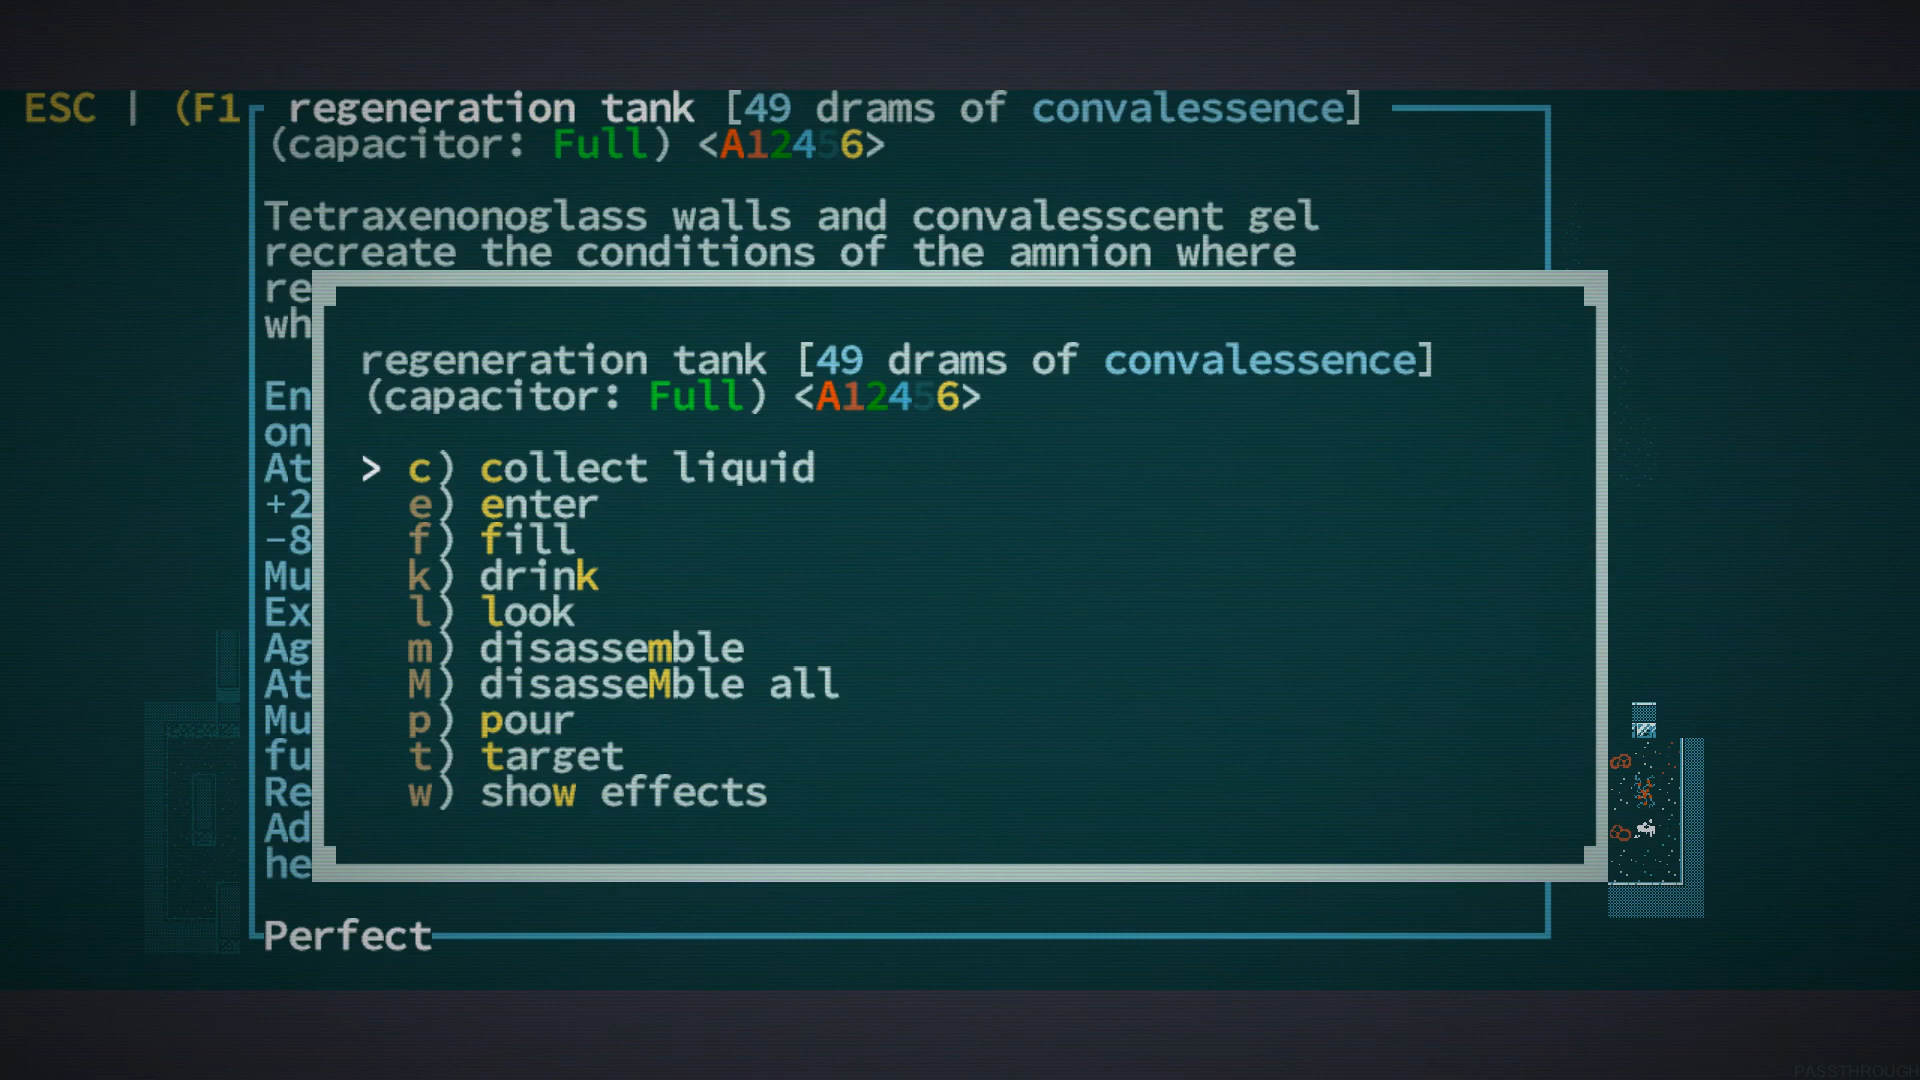 ESC | (F1
regeneration tank [49 drams of convalessence]
(capacitor: Full) <A12456>
Tetraxenonoglass walls and convalesscent gel
recreate the conditions of the amnion where
re
wh
En
on
At
+2
-8
Mu
Ex
Ag
At
Mu
fu
Re
Ad
he
regeneration tank [49 drams of convalessence]
(capacitor: Full) <A12456>
> c) collect liquid
e) enter
f) fill
k) drink
l) look
m) disassemble
M) disasseMble all
p) pour
t) target
w) show effects
Perfect
PASSTHROUGH